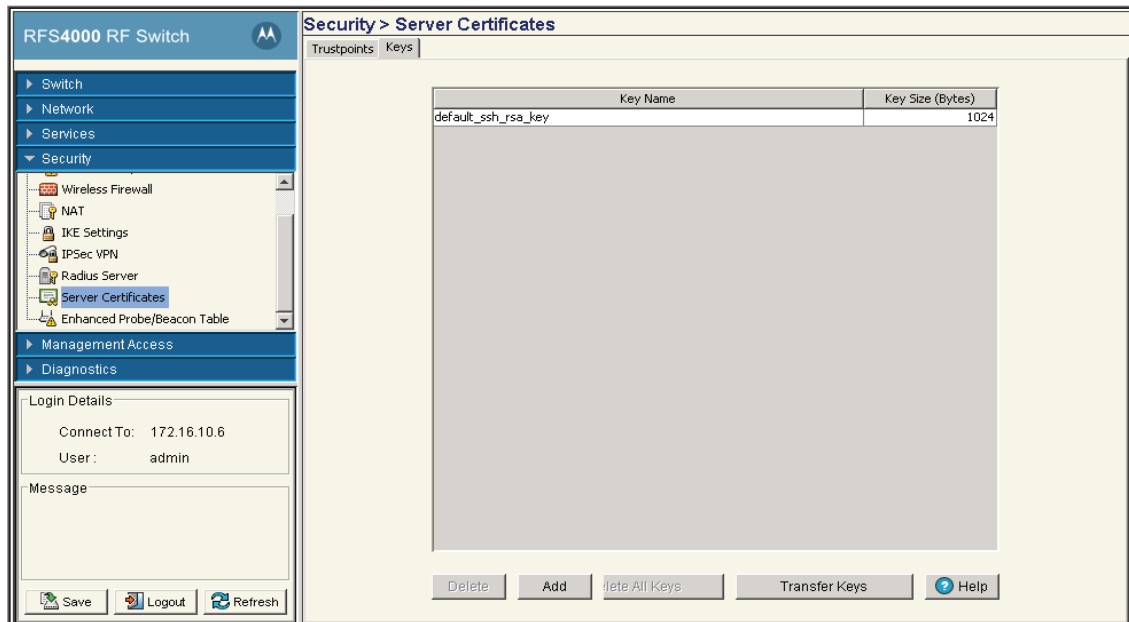 RFS4000 RF Switch
Security > Server Certificates
Trustpoints Keys
Switch
Network
Services
Security
Wireless Firewall
NAT
IKE Settings
IPSec VPN
Radius Server
Server Certificates
Enhanced Probe/Beacon Table
Management Access
Diagnostics
Login Details
Connect To: 172.16.10.6
User : admin
Message
Save Logout Refresh
Key Name Key Size (Bytes)
default_ssh_rsa_key 1024
Delete Add lete All Keys Transfer Keys ? Help